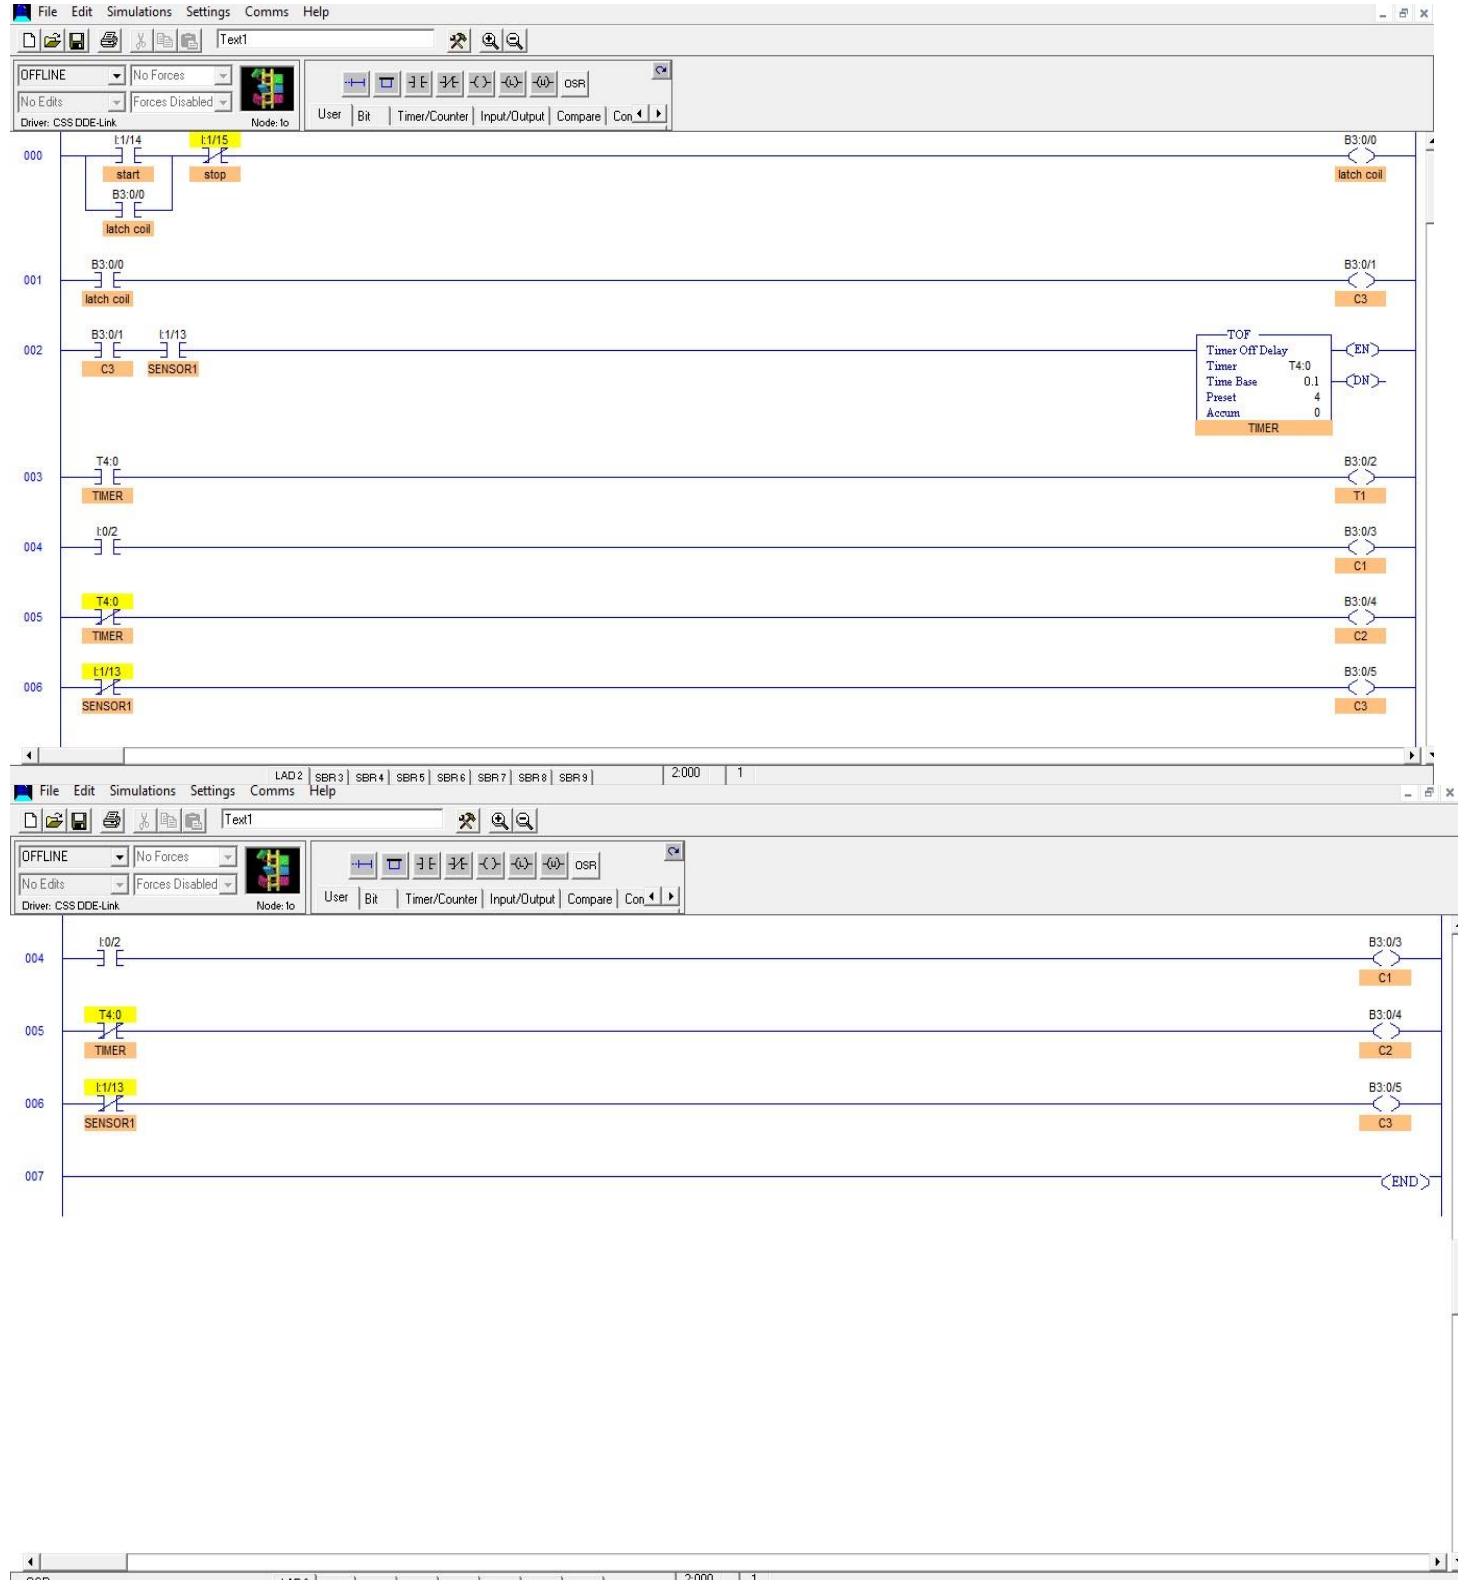 File Edit Simulations Settings Comms Help
Text1
OFFLINE No Forces
No Edits Forces Disabled
Driver: CSS DDE-Link Node: 1o
OSR
User Bit Timer/Counter Input/Output Compare Con
I:1/14 I:1/15 B3:0/0
000
start stop latch coil
B3:0/0
latch coil
B3:0/0 B3:0/1
001
latch coil C3
B3:0/1 I:1/13 TOF
002 Timer Off Delay EN
C3 SENSOR1 Timer T4:0
Time Base 0.1 DN
Preset 4
Accum 0
TIMER
T4:0 B3:0/2
003
TIMER T1
I:0/2 B3:0/3
004
C1
T4:0 B3:0/4
005
TIMER C2
I:1/13 B3:0/5
006
SENSOR1 C3
LAD 2 SBR 3 SBR 4 SBR 5 SBR 6 SBR 7 SBR 8 SBR 9 2:000 1
File Edit Simulations Settings Comms Help
Text1
OFFLINE No Forces
No Edits Forces Disabled
Driver: CSS DDE-Link Node: 1o
OSR
User Bit Timer/Counter Input/Output Compare Con
I:0/2 B3:0/3
004
C1
T4:0 B3:0/4
005
TIMER C2
I:1/13 B3:0/5
006
SENSOR1 C3
007 END
2:000 1